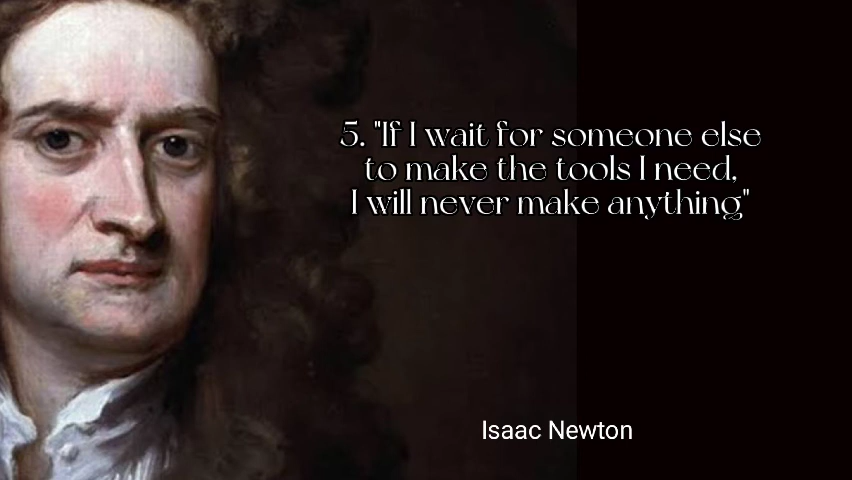 5. "If I wait for someone else
to make the tools I need,
I will never make anything"
Isaac Newton